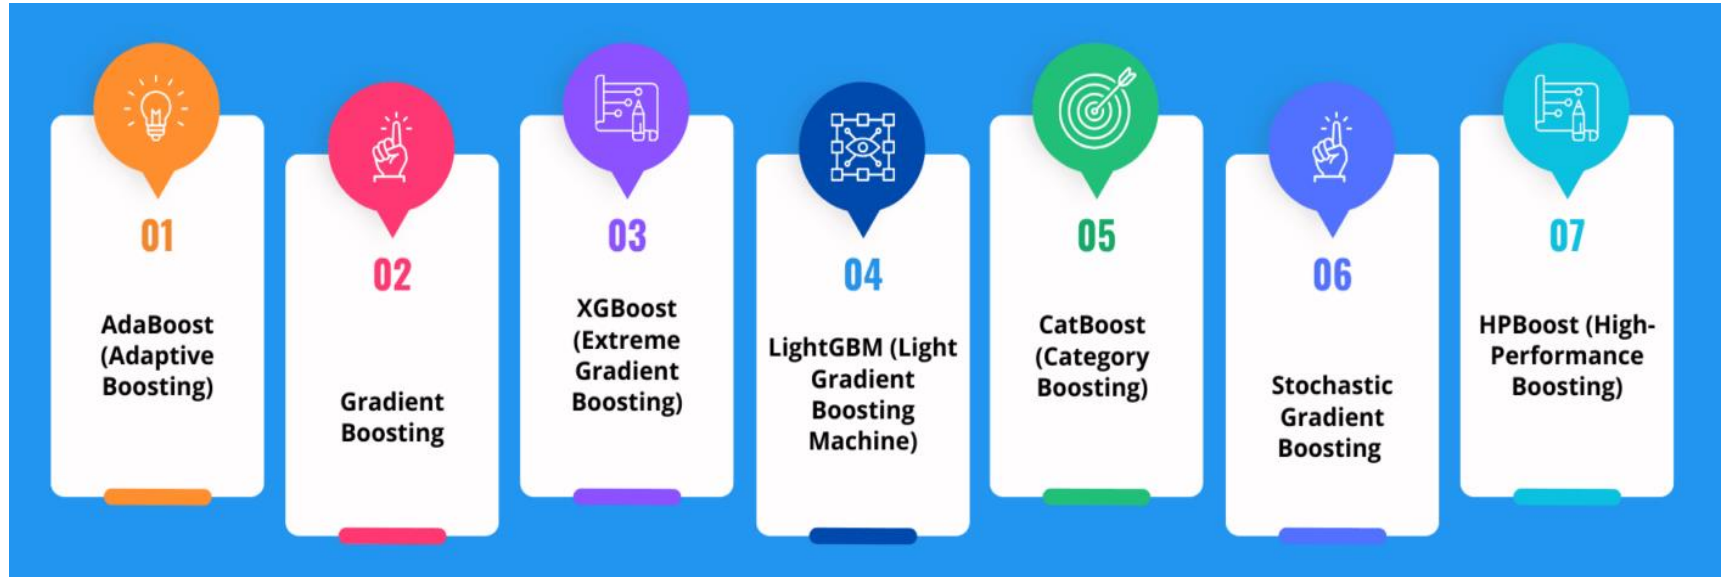 01
AdaBoost
(Adaptive
Boosting)
02
Gradient
Boosting
03
XGBoost
(Extreme
Gradient
Boosting)
04
LightGBM (Light
Gradient
Boosting
Machine)
05
CatBoost
(Category
Boosting)
06
Stochastic
Gradient
Boosting
07
HPBoost (High-
Performance
Boosting)